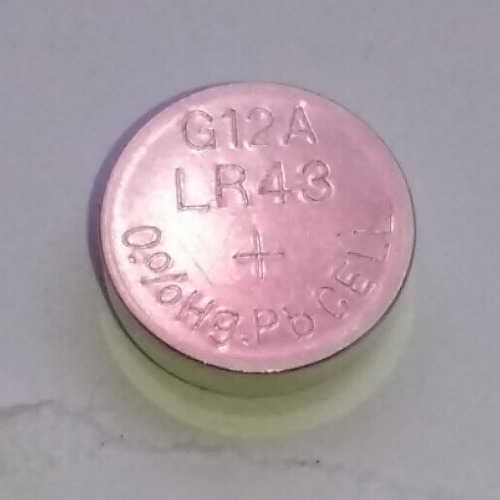 G12A
LR43
+
0.%Hg.Pb CELL